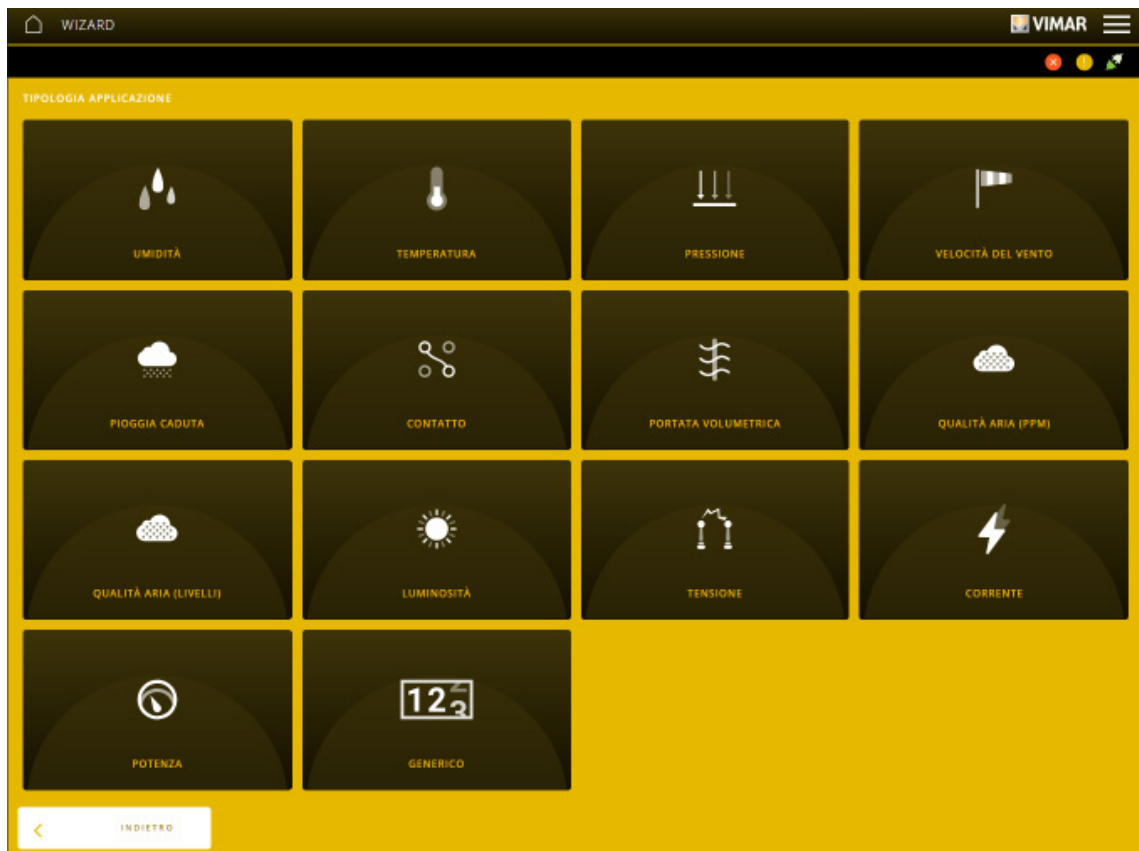 WIZARD
VIMAR
TIPOLOGIA APPLICAZIONE
UMIDITÀ
TEMPERATURA
PRESSIONE
VELOCITÀ DEL VENTO
PIOGGIA CADUTA
CONTATTO
PORTATA VOLUMETRICA
QUALITÀ ARIA (PPM)
QUALITÀ ARIA (LIVELLI)
LUMINOSITÀ
TENSIONE
CORRENTE
POTENZA
123
GENERICO
INDIETRO